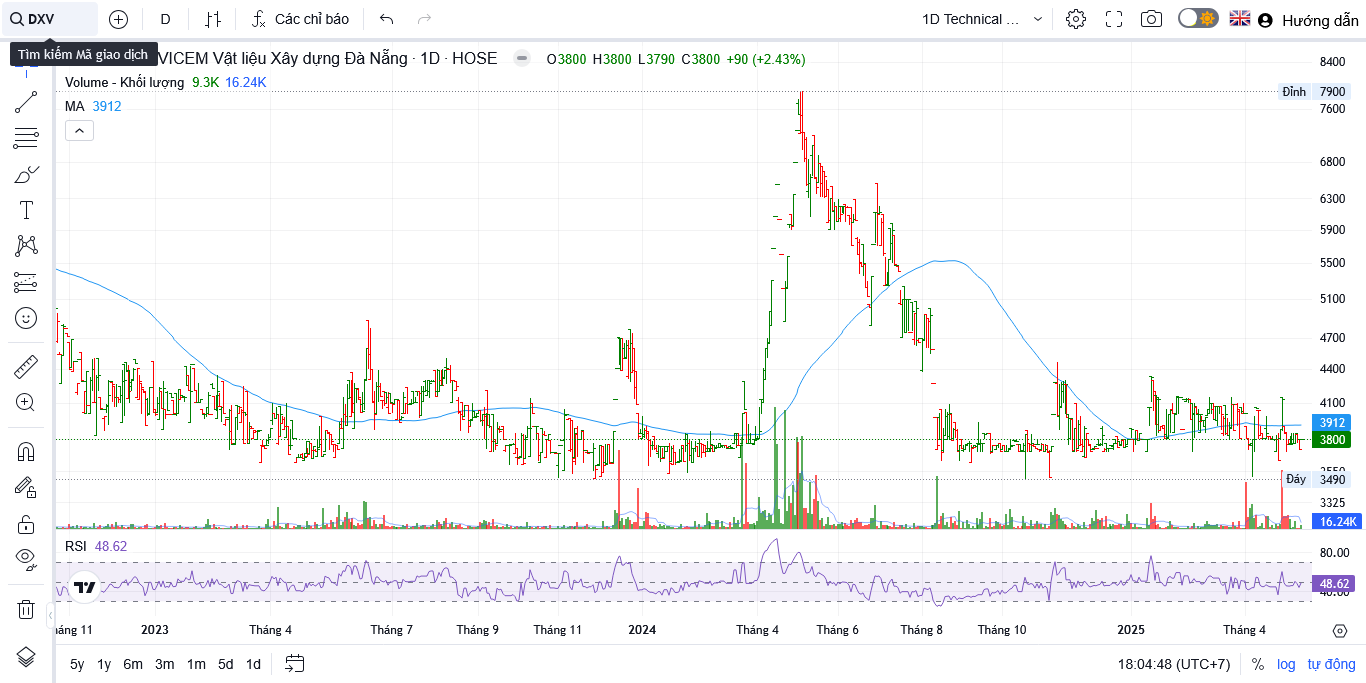 DXV
D
Các chỉ báo
1D Technical ...
Hướng dẫn
Tìm kiếm Mã giao dịch
VICEM Vật liệu Xây dựng Đà Nẵng · 1D · HOSE
O3800 H3800 L3790 C3800 +90 (+2.43%)
Volume - Khối lượng 9.3K 16.24K
MA 3912
8400
Đỉnh 7900
7600
6800
6300
5900
5500
5100
4700
4400
4100
3912
3800
3550
Đáy 3490
3325
16.24K
RSI 48.62
80.00
48.62
40.00
áng 11 2023 Tháng 4 Tháng 7 Tháng 9 Tháng 11 2024 Tháng 4 Tháng 6 Tháng 8 Tháng 10 2025 Tháng 4
5y 1y 6m 3m 1m 5d 1d
18:04:48 (UTC+7) % log tự động